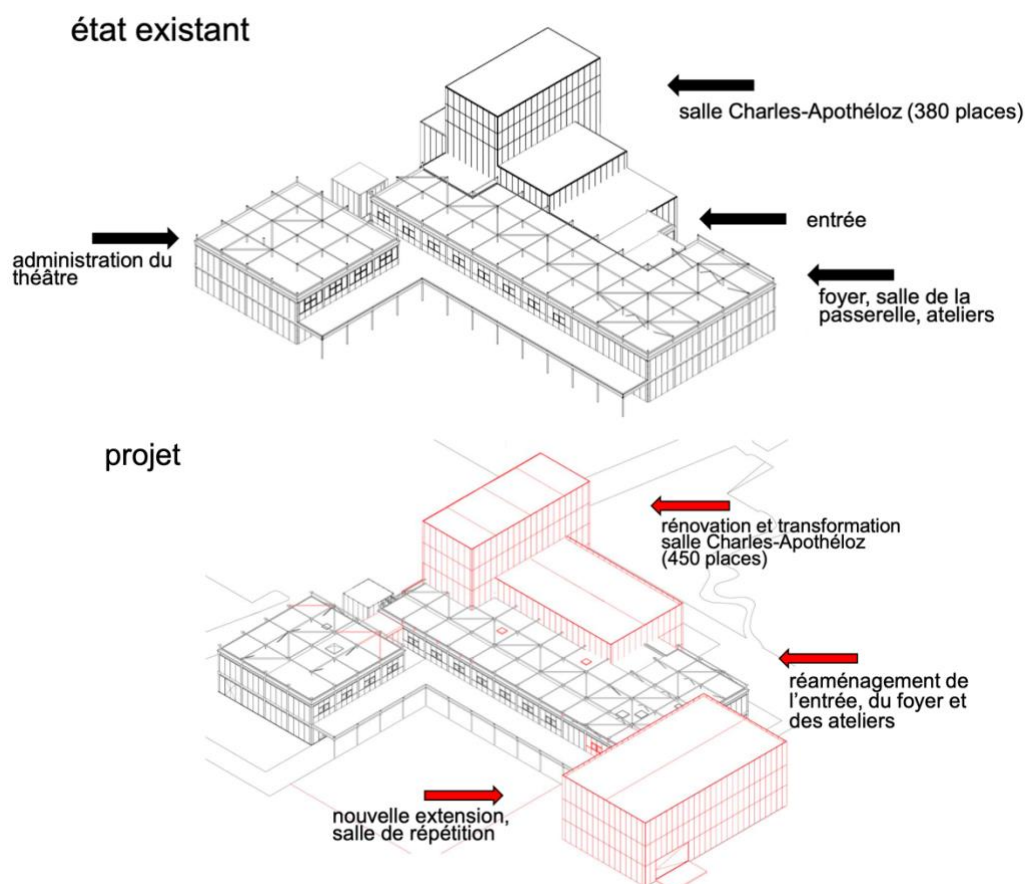 état existant
salle Charles-Apothéloz (380 places)
entrée
administration du
théâtre
foyer, salle de la
passerelle, ateliers
projet
rénovation et transformation
salle Charles-Apothéloz
(450 places)
réaménagement de
l'entrée, du foyer et
des ateliers
nouvelle extension,
salle de répétition